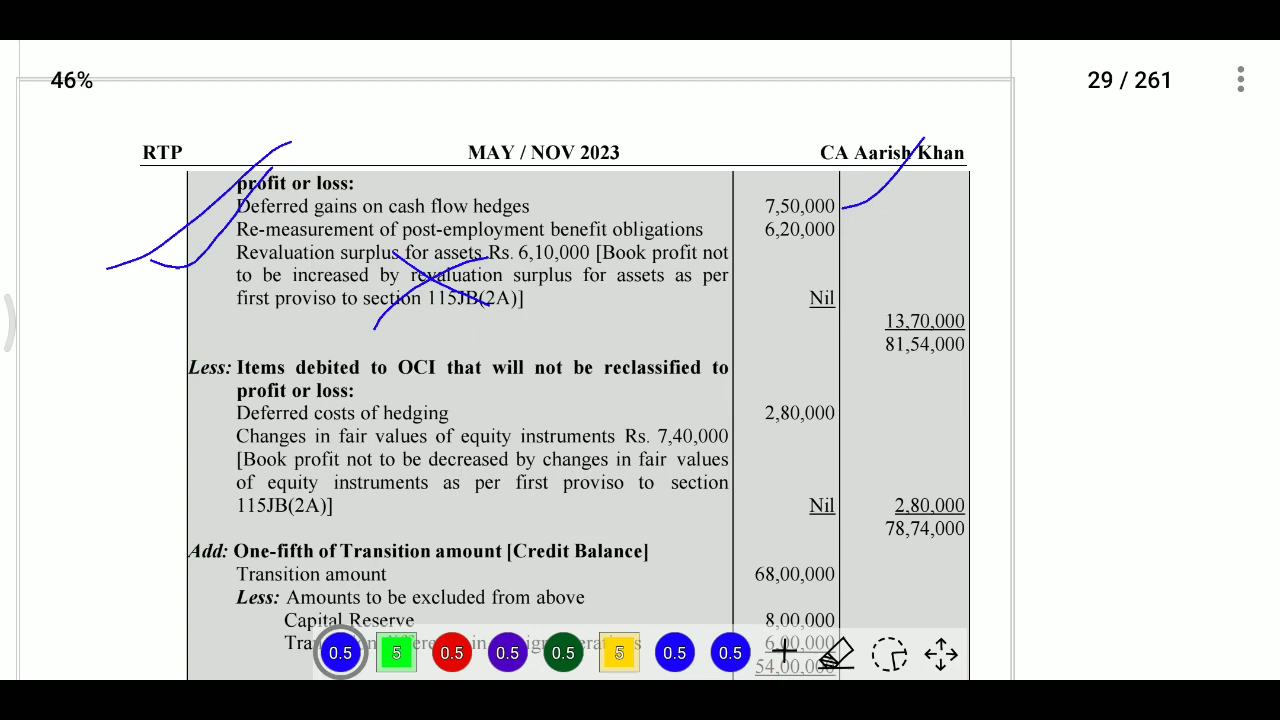 46%
29 / 261
RTP MAY / NOV 2023 CA Aarish Khan
profit or loss:
Deferred gains on cash flow hedges 7,50,000
Re-measurement of post-employment benefit obligations 6,20,000
Revaluation surplus for assets Rs. 6,10,000 [Book profit not
to be increased by revaluation surplus for assets as per
first proviso to section 115JB(2A)] Nil
13,70,000
81,54,000
Less: Items debited to OCI that will not be reclassified to
profit or loss:
Deferred costs of hedging 2,80,000
Changes in fair values of equity instruments Rs. 7,40,000
[Book profit not to be decreased by changes in fair values
of equity instruments as per first proviso to section
115JB(2A)] Nil 2,80,000
78,74,000
Add: One-fifth of Transition amount [Credit Balance]
Transition amount 68,00,000
Less: Amounts to be excluded from above
Capital Reserve 8,00,000
6,00,000
54,00,000
0.5 5 0.5 0.5 0.5 5 0.5 0.5